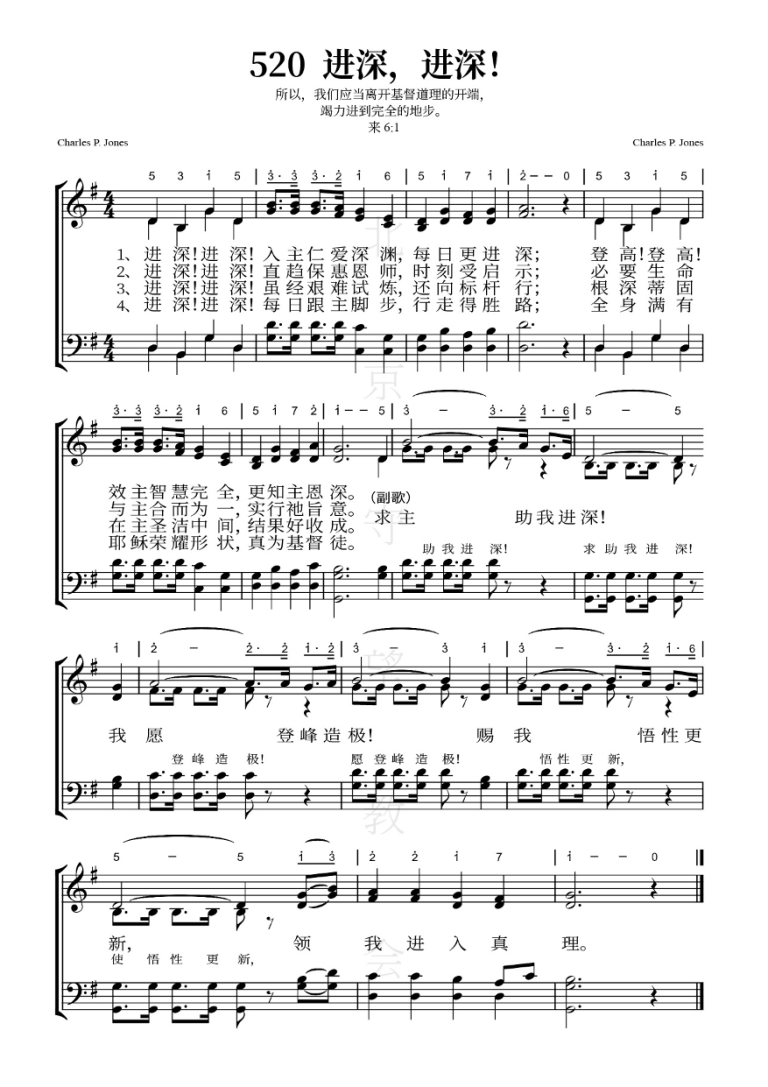 520 进深，进深！
所以，我们应当离开基督道理的开端，
竭力进到完全的地步。
来 6:1
Charles P. Jones Charles P. Jones
5 3 i 5 | 3· 3 3· 2 i 6 | 5 i 7 i | 2 – – 0 | 5 3 i 5 |
1、进 深！进 深！入 主 仁 爱 深 渊，每 日 更 进 深； 登 高！登 高！
2、进 深！进 深！直 趋 保 惠 恩 师，时 刻 受 启 示； 必 要 生 命
3、进 深！进 深！虽 经 艰 难 试 炼，还 向 标 杆 行； 根 深 蒂 固
4、进 深！进 深！每 日 跟 主 脚 步，行 走 得 胜 路； 全 身 满 有
3· 3 3· 2 i 6 | 5 i 7 2 | i – – 5 | 3 – 3· 2 i· 6 | 5 – 5
效 主 智 慧 完 全，更 知 主 恩 深。
与 主 合 而 为 一，实 行 祂 旨 意。
在 主 圣 洁 中 间，结 果 好 收 成。
耶 稣 荣 耀 形 状，真 为 基 督 徒。
（副歌）
求 主 助 我 进 深！
助 我 进 深！ 求 助 我 进 深！
i | 2 – 2· 2 i· 2 | 3 – 3 i | 3 – 3· 2 i· 6 |
我 愿 登 峰 造 极！ 赐 我 悟 性 更
登 峰 造 极！ 愿 登 峰 造 极！ 悟 性 更 新，
5 – 5 i 3 | 2 2 i 7 | i – 0
新， 领 我 进 入 真 理。
使 悟 性 更 新，
北京守望教会